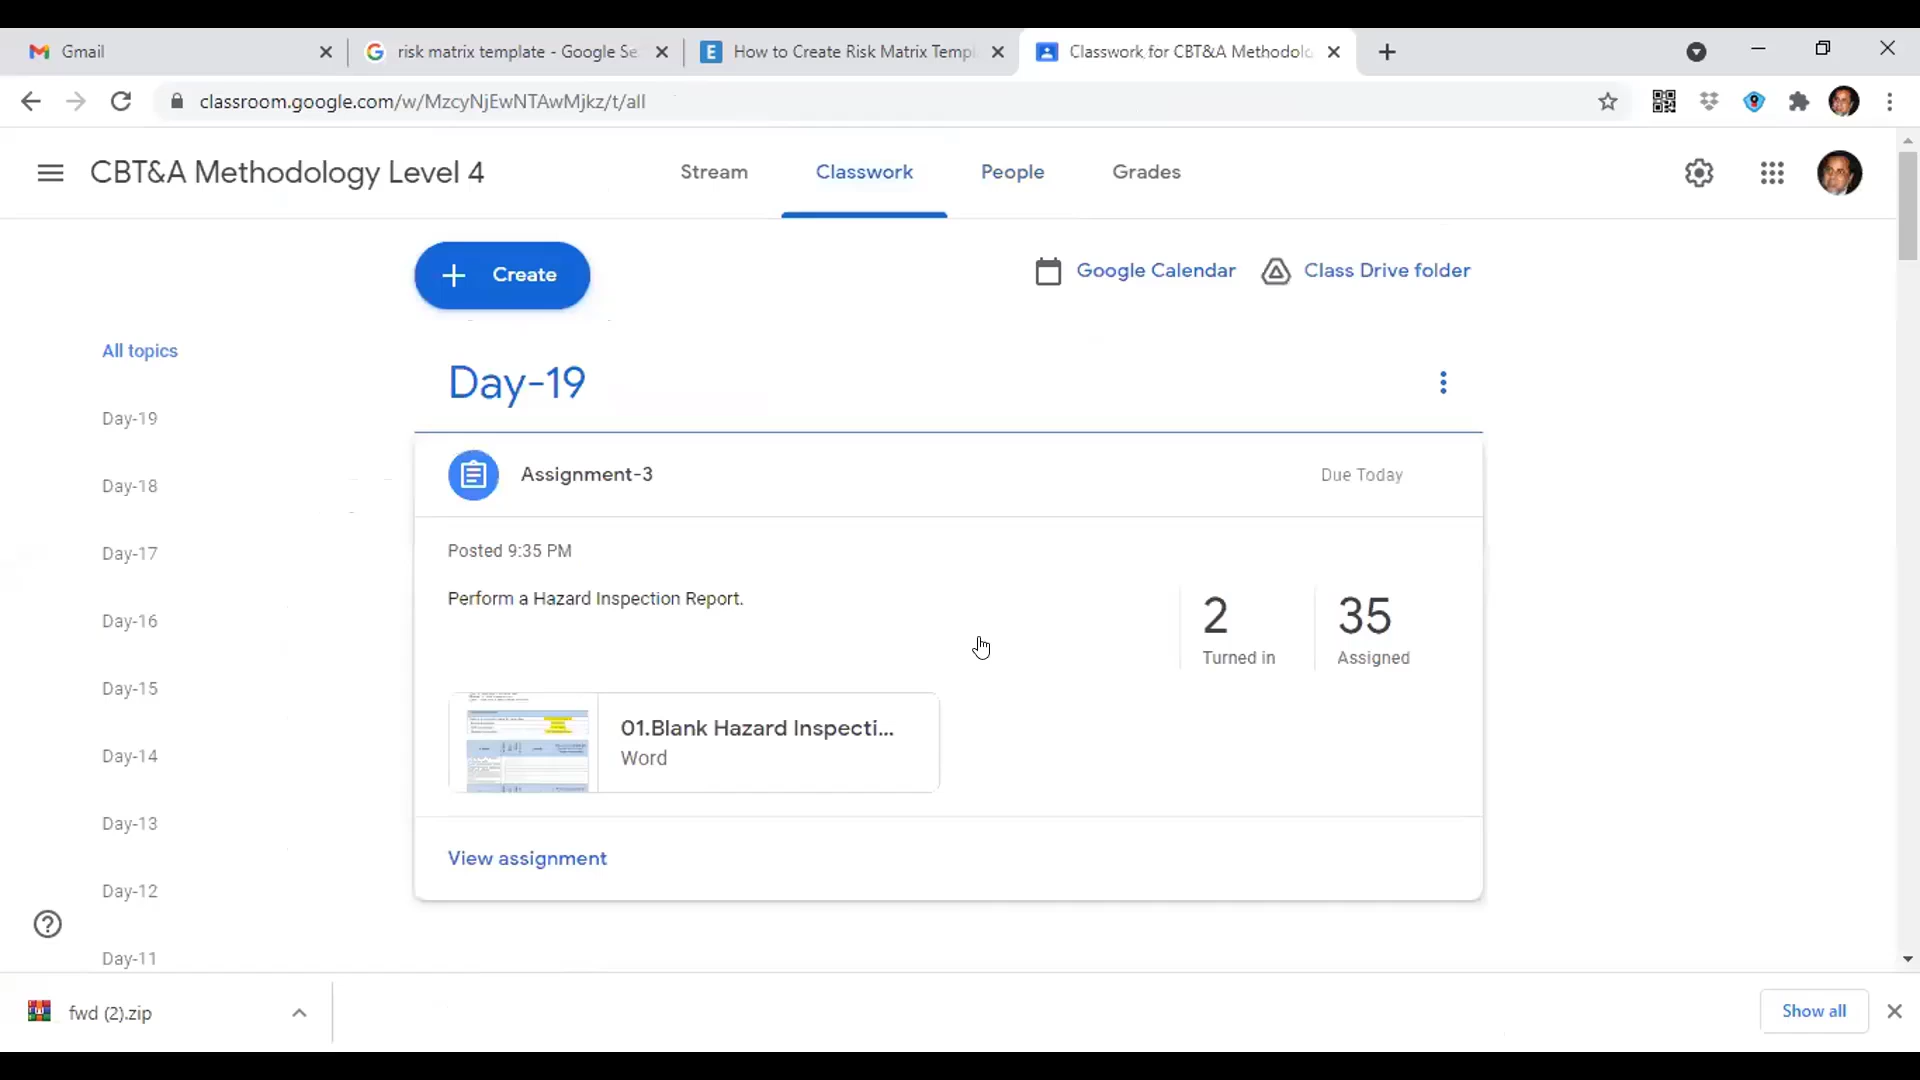 Gmail
risk matrix template - Google Se
How to Create Risk Matrix Templ
Classwork for CBT&A Methodolo
classroom.google.com/w/MzcyNjEwNTAwMjkz/t/all
CBT&A Methodology Level 4
Stream
Classwork
People
Grades
Create
Google Calendar
Class Drive folder
All topics
Day-19
Day-18
Day-17
Day-16
Day-15
Day-14
Day-13
Day-12
Day-11
Day-19
Assignment-3
Due Today
Posted 9:35 PM
Perform a Hazard Inspection Report.
2
Turned in
35
Assigned
01.Blank Hazard Inspecti...
Word
View assignment
fwd (2).zip
Show all